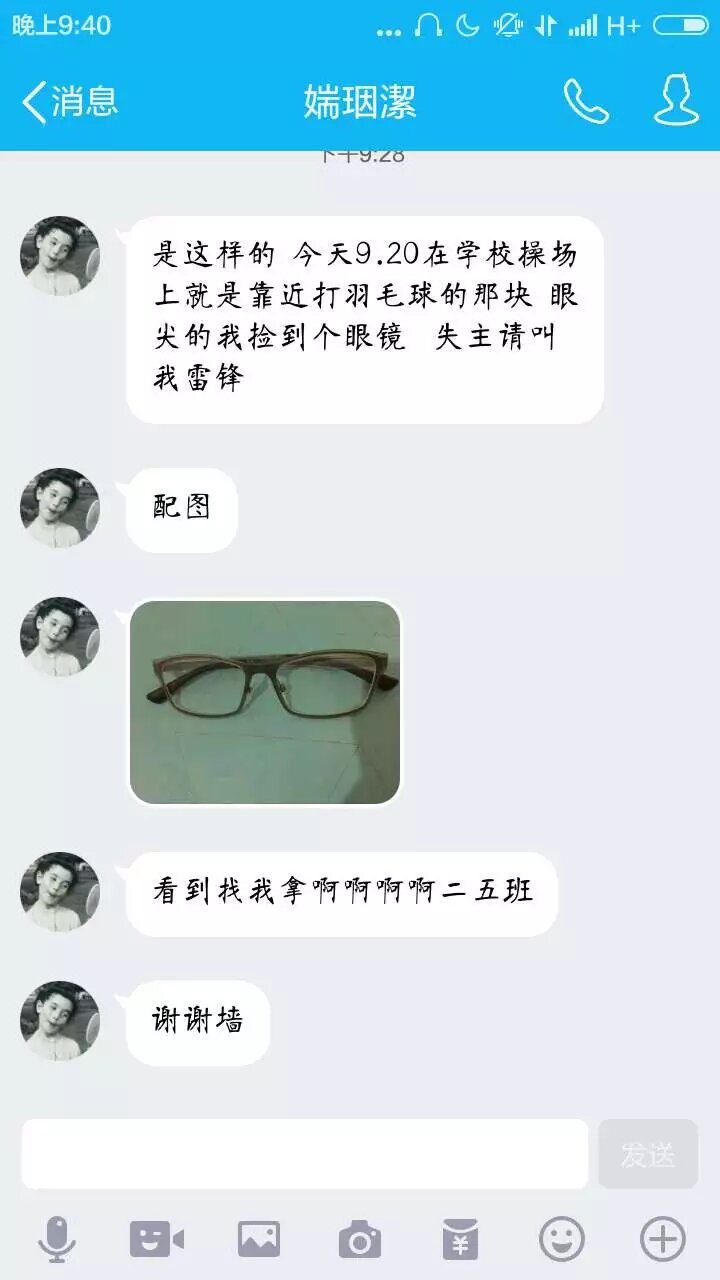 晚上9:40
H+
消息
媏珚潔
下午9:28
是这样的 今天9.20在学校操场
上就是靠近打羽毛球的那块 眼
尖的我捡到个眼镜 失主请叫
我雷锋
配图
看到找我拿啊啊啊啊二五班
谢谢墙
发送